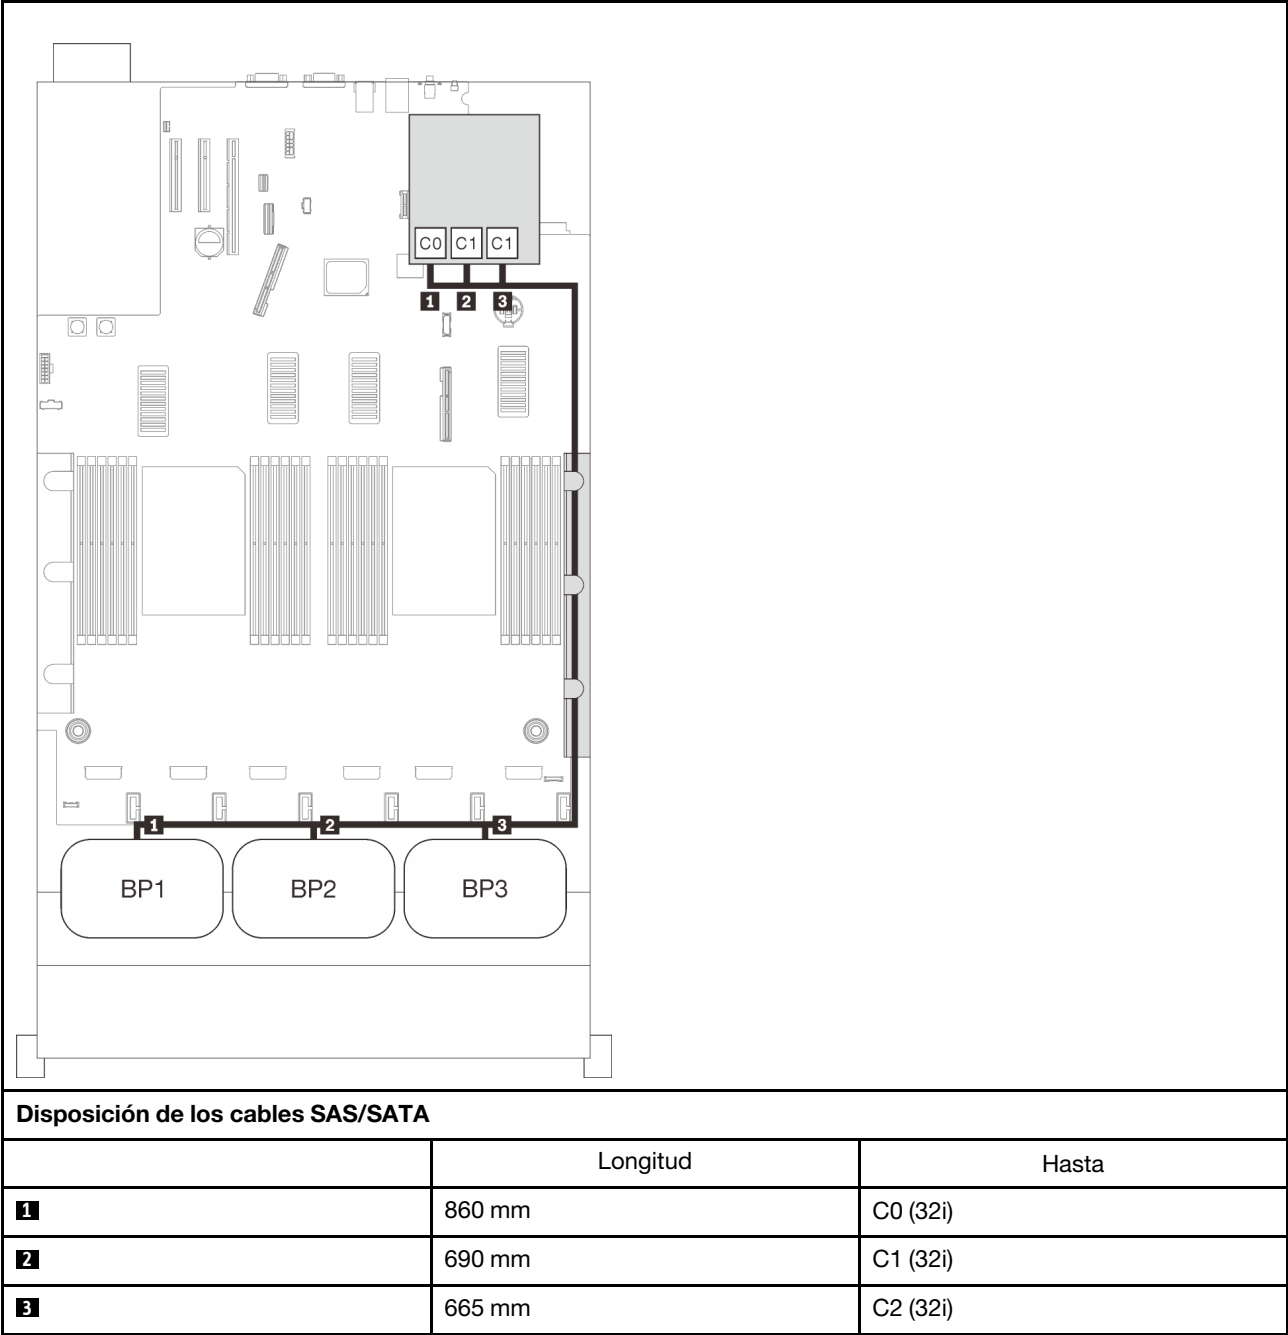 C0 C1 C1
1 2 3
1 2 3
BP1 BP2 BP3
Disposición de los cables SAS/SATA
Longitud Hasta
1 860 mm C0 (32i)
2 690 mm C1 (32i)
3 665 mm C2 (32i)